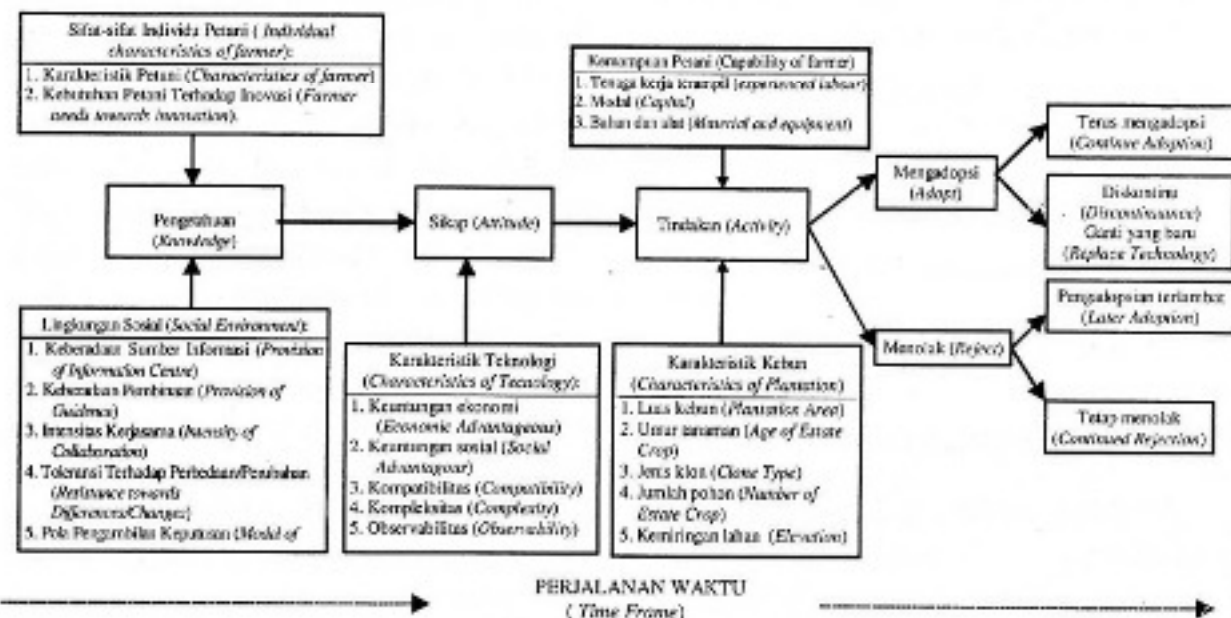 Sifat-sifat Individu Petani ( Individual
characteristics of farmer):
1. Karakteristik Petani (Characteristics of farmer)
2. Kebutuhan Petani Terhadap Inovasi (Farmer
needs towards innovation).
Kemampuan Petani (Capability of farmer)
1. Tenaga kerja terampil (experienced labour)
2. Modal (Capital)
3. Bahan dan alat (Material and equipment)
Pengetahuan
(Knowledge)
Sikap (Attitude)
Tindakan (Activity)
Mengadopsi
(Adopt)
Menolak (Reject)
Terus mengadopsi
(Continue Adoption)
Diskontinu
(Discontinuance)
Ganti yang baru
(Replace Technology)
Pengadopsian terlambat
(Later Adoption)
Tetap menolak
(Continued Rejection)
Lingkungan Sosial (Social Environment):
1. Keberadaan Sumber Informasi (Provision
of Information Centre)
2. Keberadaan Pembinaan (Provision of
Guidance)
3. Intensitas Kerjasama (Intensity of
Collaboration)
4. Toleransi Terhadap Perbedaan/Perubahan
(Resistance towards
Differences/Changes)
5. Pola Pengambilan Keputusan (Model of
Karakteristik Teknologi
(Characteristics of Tecnology):
1. Keuntungan ekonomi
(Economic Advantageous)
2. Keuntungan sosial (Social
Advantagour)
3. Kompatibilitas (Computibility)
4. Kompleksitas (Complexity)
5. Observabilitas (Observability)
Karakteristik Kebun
(Characteristics of Plantation)
1. Luas kebun (Plantation Area)
2. Umur tanaman (Age of Estate
Crop)
3. Jenis klon (Clone Type)
4. Jumlah pohon (Number of
Estate Crop)
5. Kemiringan lahan (Elevation)
PERJALANAN WAKTU
( Time Frame)